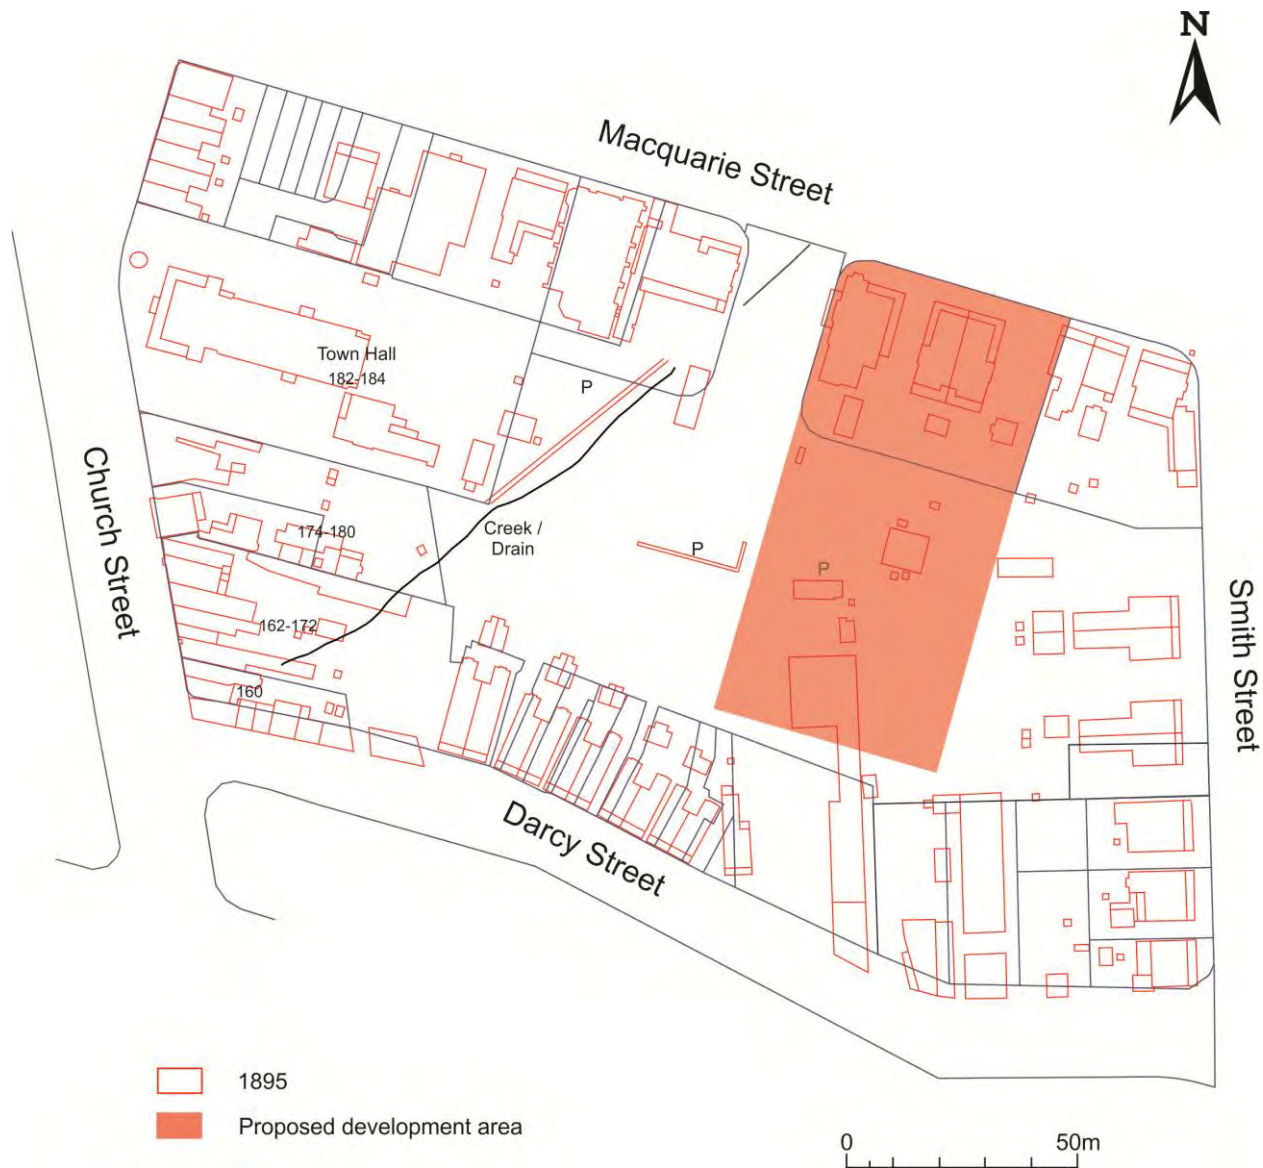 N
Macquarie Street
Town Hall
182-184
P
Church Street
174-180
Creek /
Drain
P
P
162-172
160
Smith Street
Darcy Street
1895
Proposed development area
0 50m